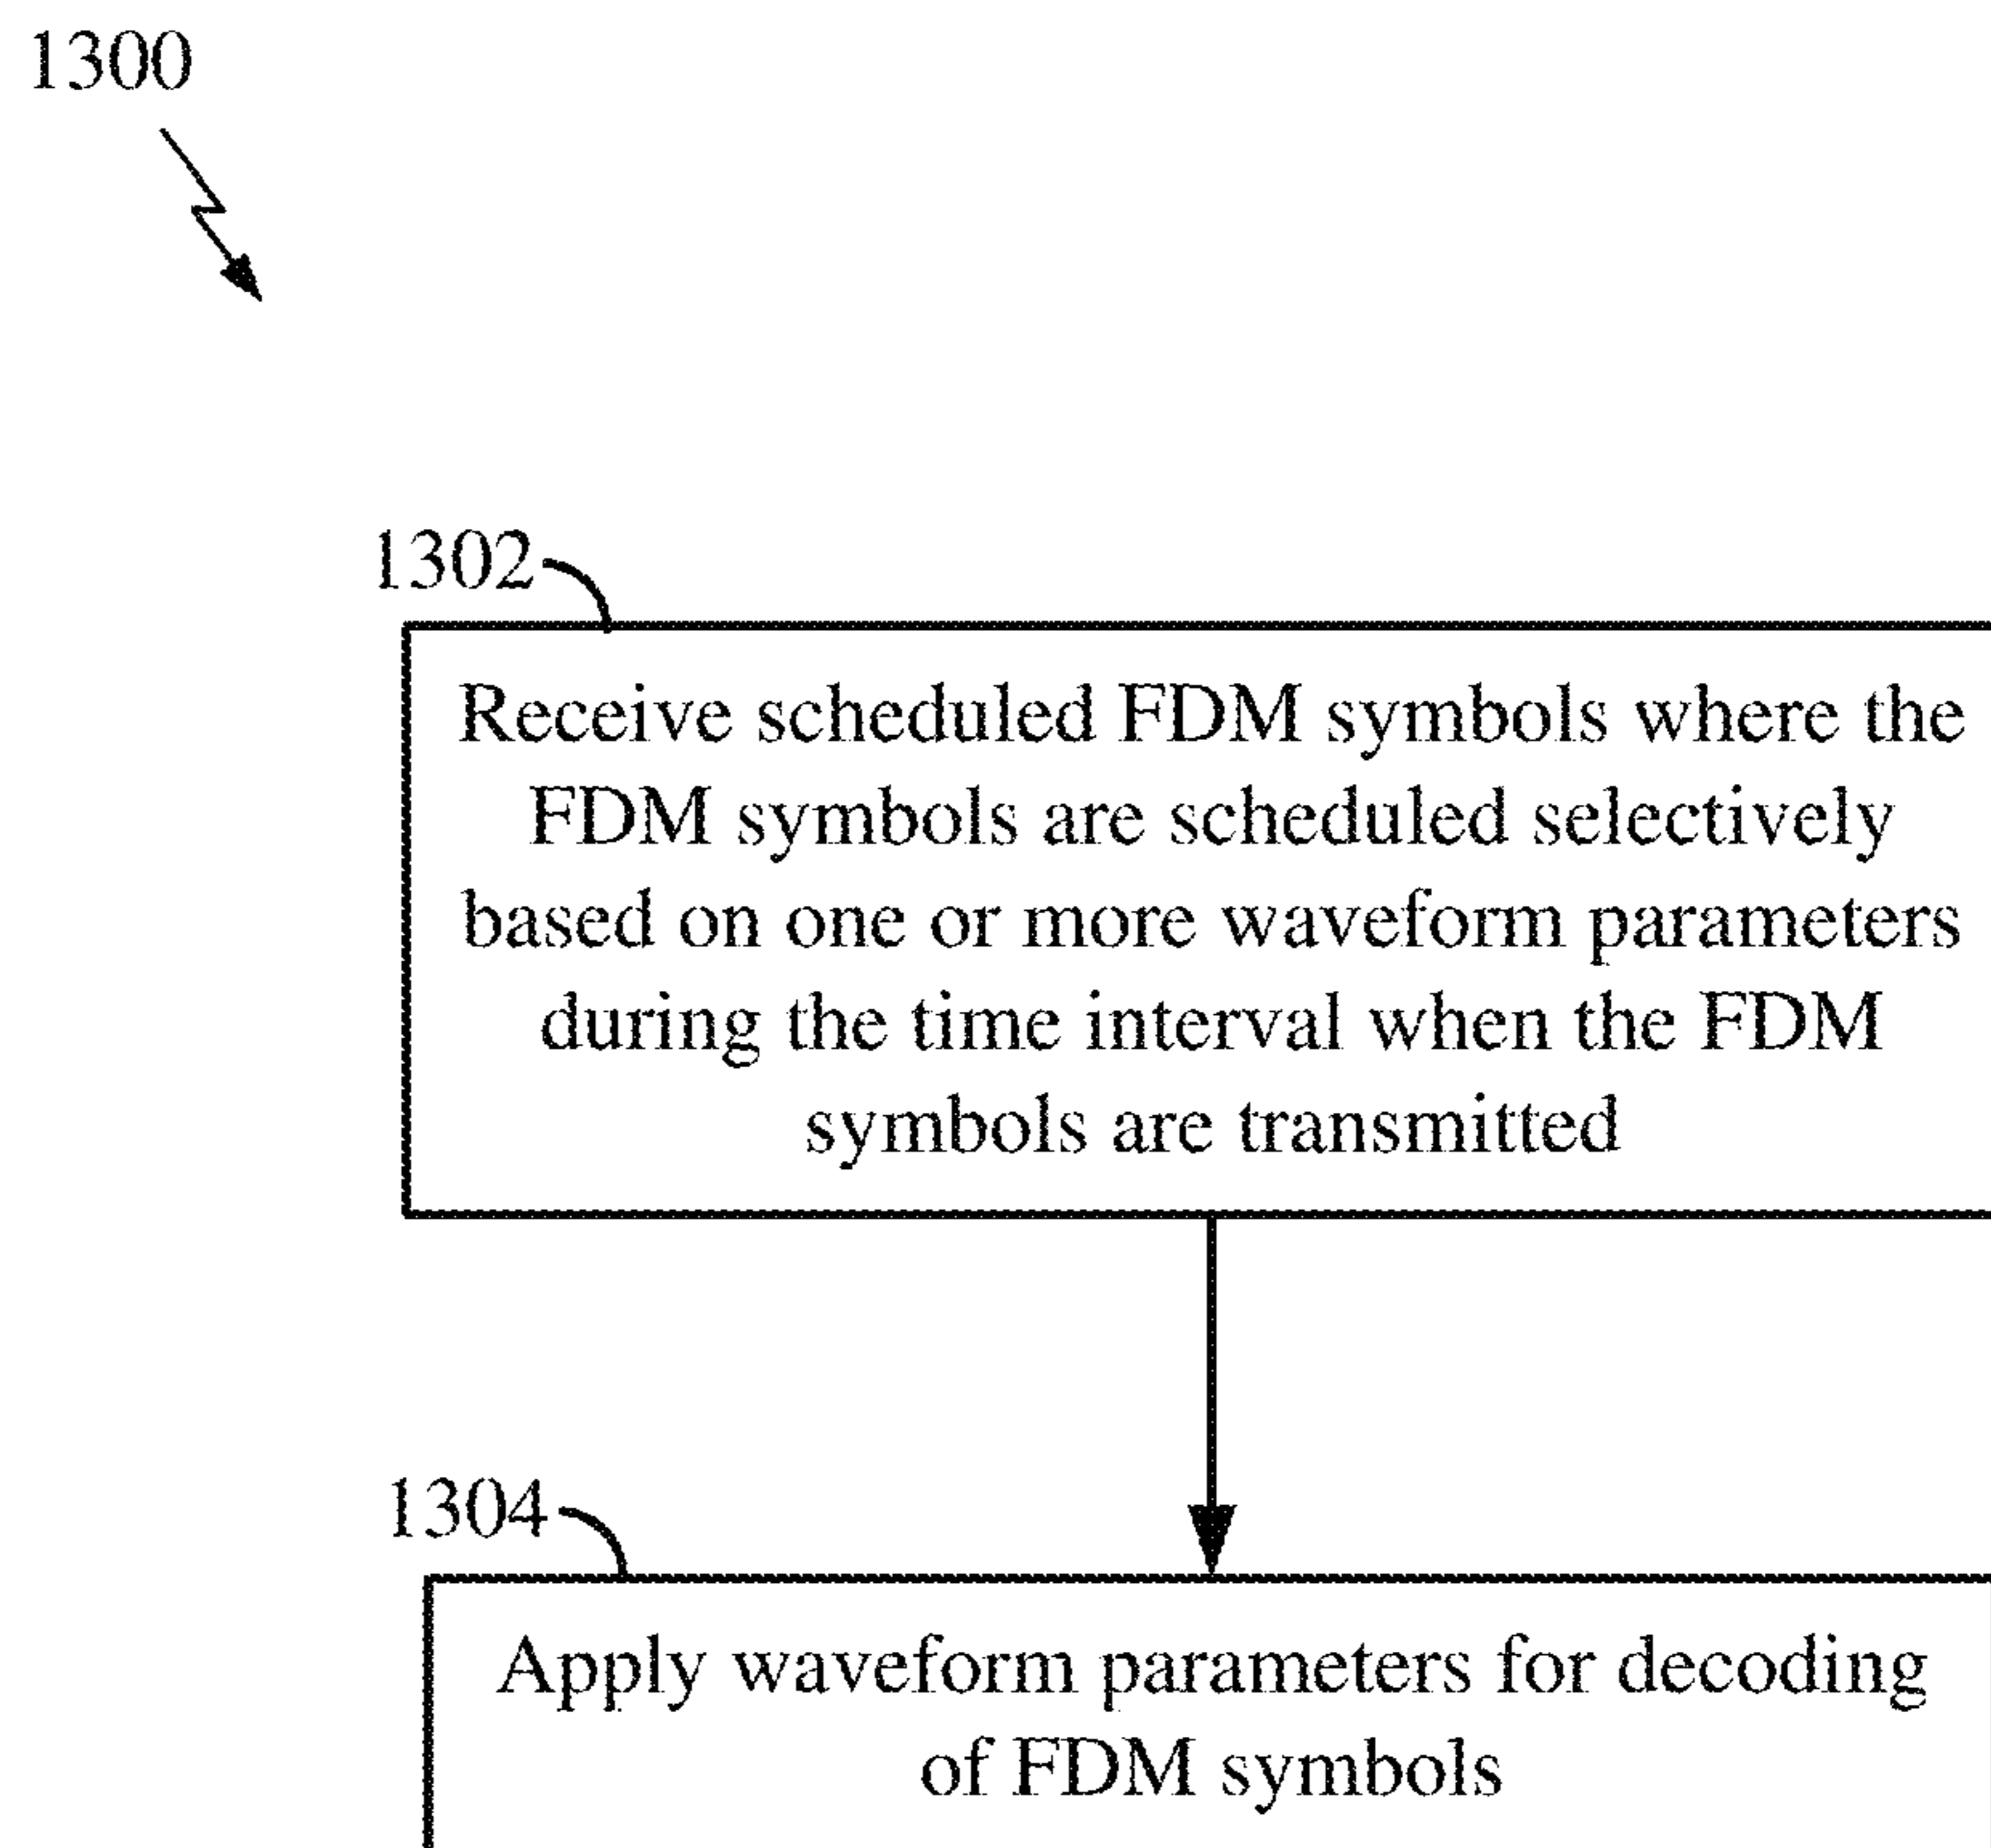 1300
1302
Receive scheduled FDM symbols where the
FDM symbols are scheduled selectively
based on one or more waveform parameters
during the time interval when the FDM
symbols are transmitted
1304
Apply waveform parameters for decoding
of FDM symbols